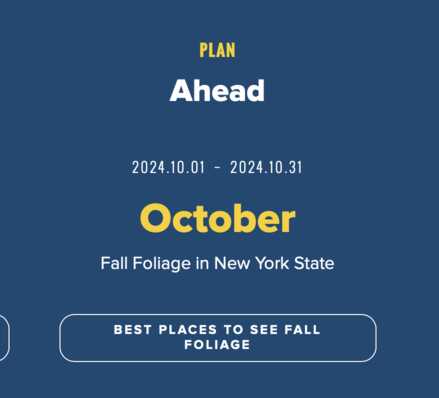 PLAN
Ahead
2024.10.01 – 2024.10.31
October
Fall Foliage in New York State
BEST PLACES TO SEE FALL
FOLIAGE